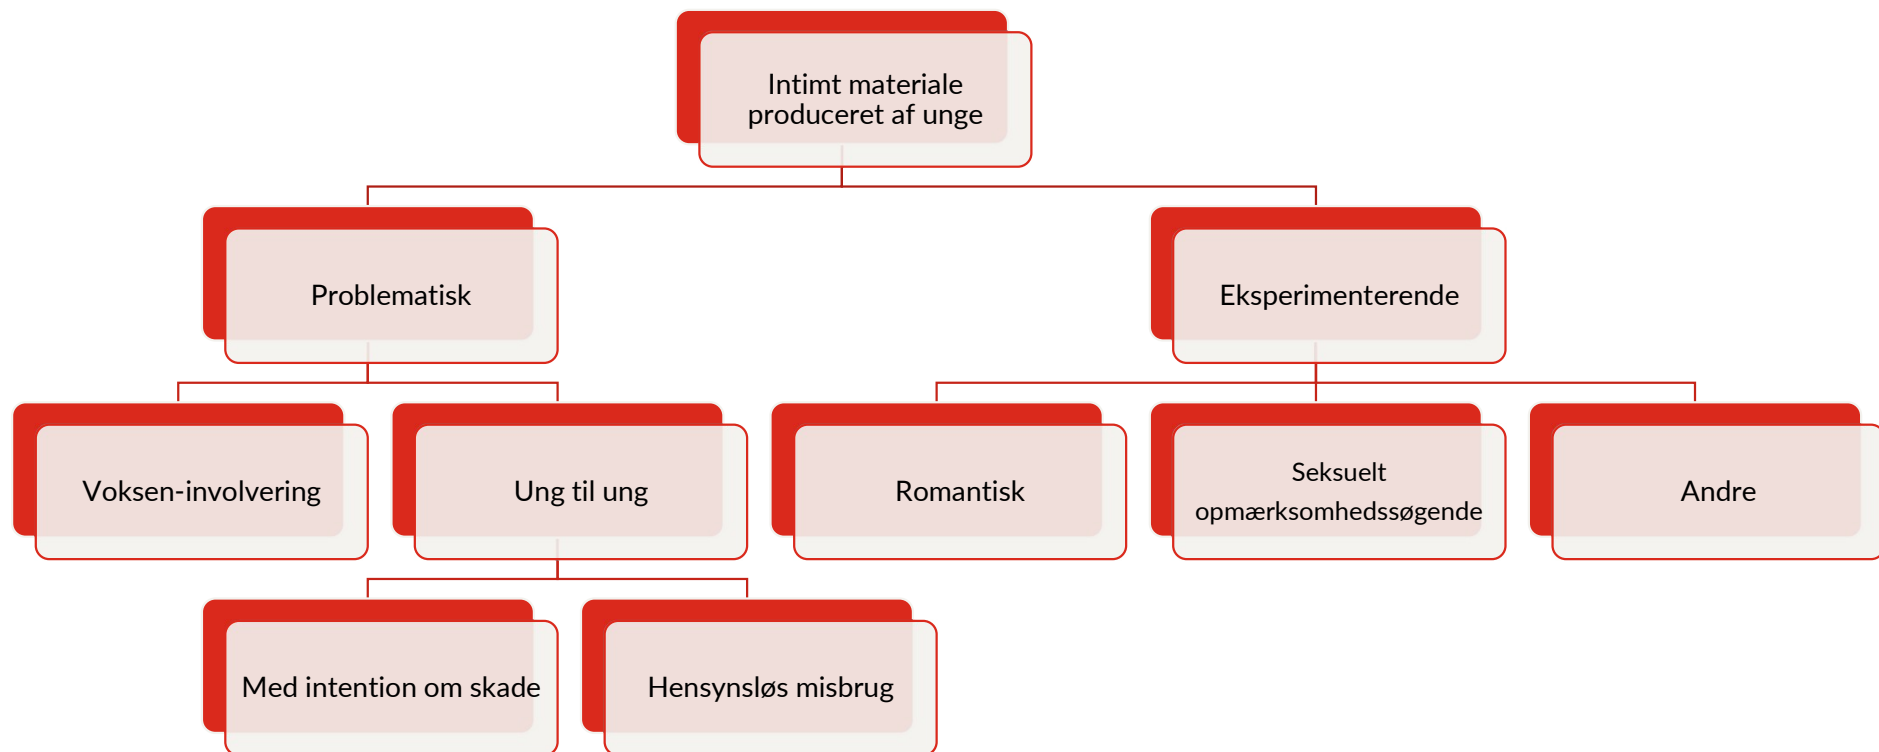 Intimt materiale
produceret af unge
Problematisk
Eksperimenterende
Voksen-involvering
Ung til ung
Romantisk
Seksuelt
opmærksomhedssøgende
Andre
Med intention om skade
Hensynsløs misbrug